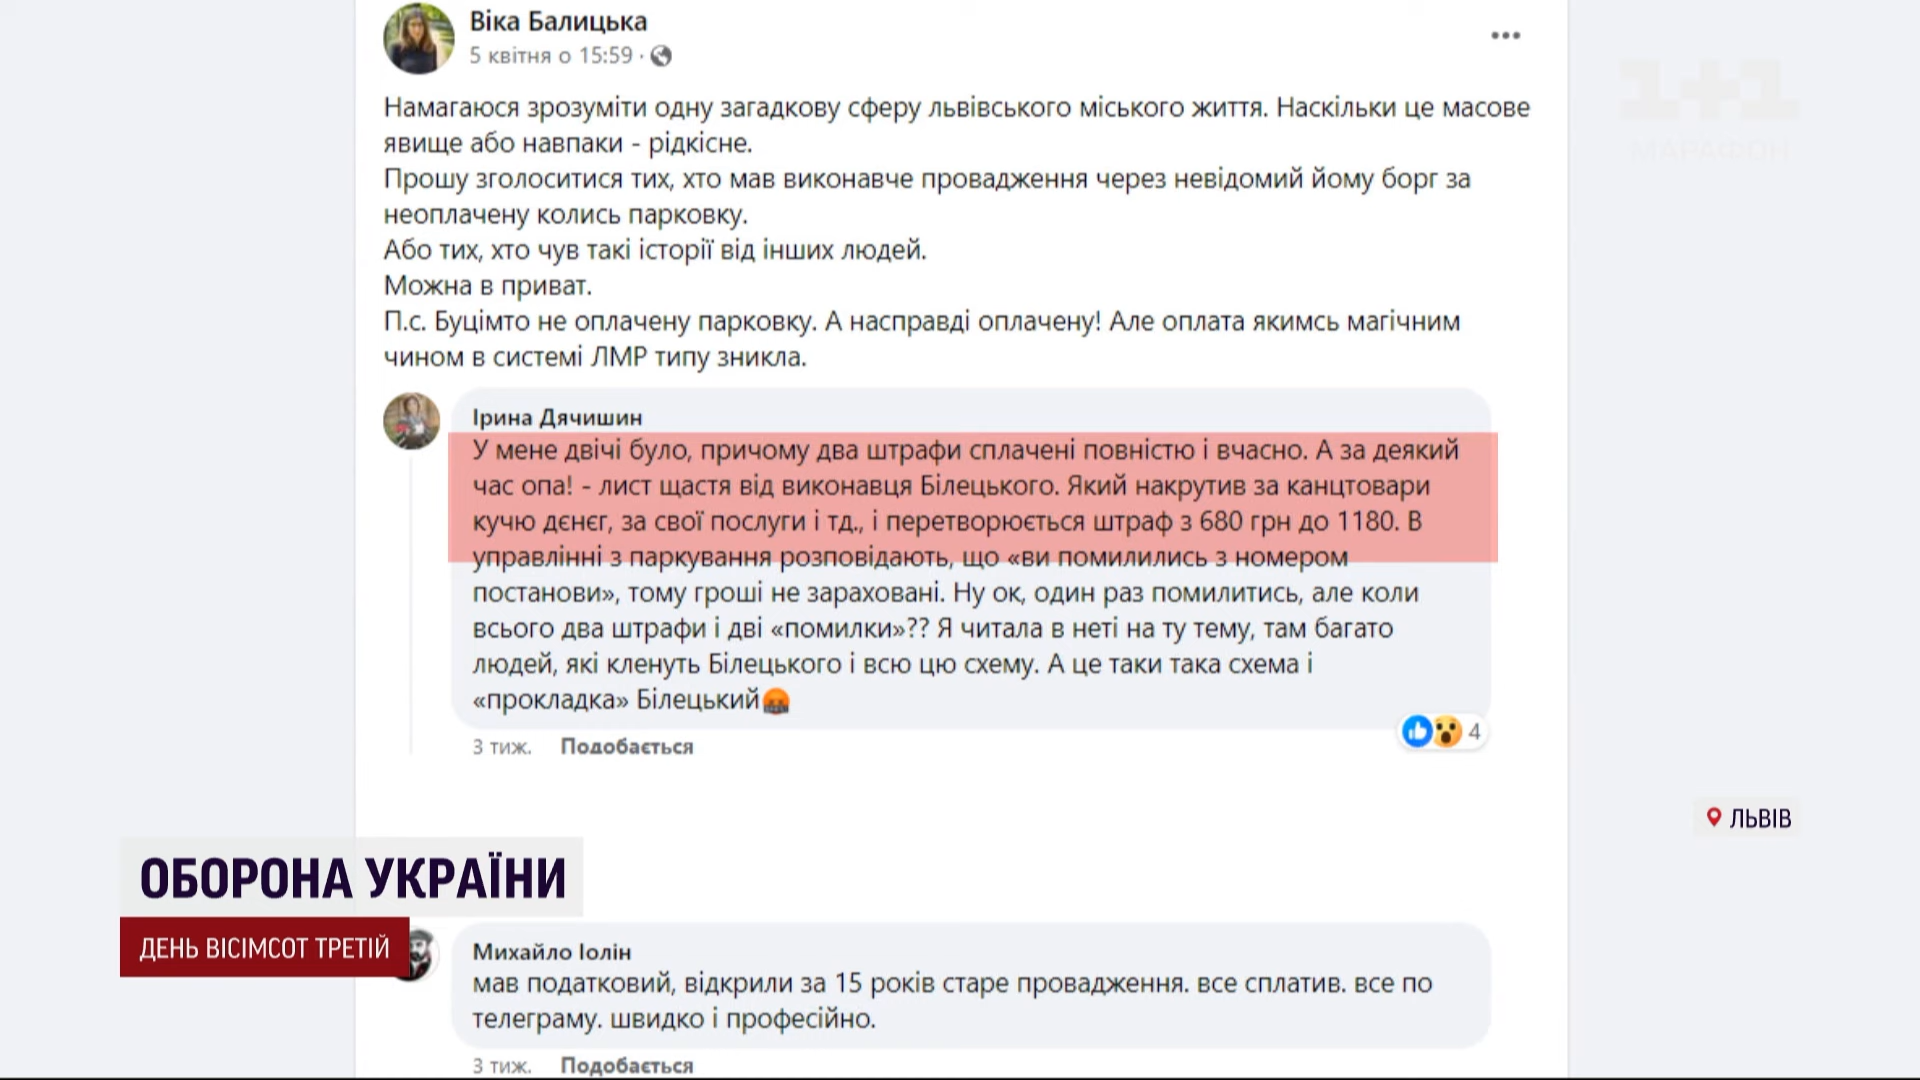 Віка Балицька
5 квітня о 15:59 ·
Намагаюся зрозуміти одну загадкову сферу львівського міського життя. Наскільки це масове
явище або навпаки - рідкісне.
Прошу зголоситися тих, хто мав виконавче провадження через невідомий йому борг за
неоплачену колись парковку.
Або тих, хто чув такі історії від інших людей.
Можна в приват.
П.с. Буцімто не оплачену парковку. А насправді оплачену! Але оплата якимсь магічним
чином в системі ЛМР типу зникла.
1+1
МАРАФОН
Ірина Дячишин
У мене двічі було, причому два штрафи сплачені повністю і вчасно. А за деякий
час опа! - лист щастя від виконавця Білецького. Який накрутив за канцтовари
кучю дєнєг, за свої послуги і тд., і перетворюється штраф з 680 грн до 1180. В
управлінні з паркування розповідають, що «ви помилились з номером
постанови», тому гроші не зараховані. Ну ок, один раз помилитись, але коли
всього два штрафи і дві «помилки»?? Я читала в неті на ту тему, там багато
людей, які кленуть Білецького і всю цю схему. А це таки така схема і
«прокладка» Білецький🤬
4
3 тиж. Подобається
ЛЬВІВ
ОБОРОНА УКРАЇНИ
ДЕНЬ ВІСІМСОТ ТРЕТІЙ
Михайло Іолін
мав податковий, відкрили за 15 років старе провадження. все сплатив. все по
телеграму. швидко і професійно.
3 тиж. Подобається